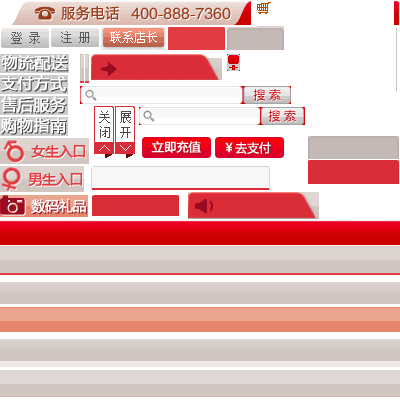 服务电话 400-888-7360
登 录 注 册 联系店长
物流配送
支付方式
搜 索
售后服务
关闭 展开 搜 索
购物指南
女生入口 立即充值 ¥去支付
男生入口
数码礼品